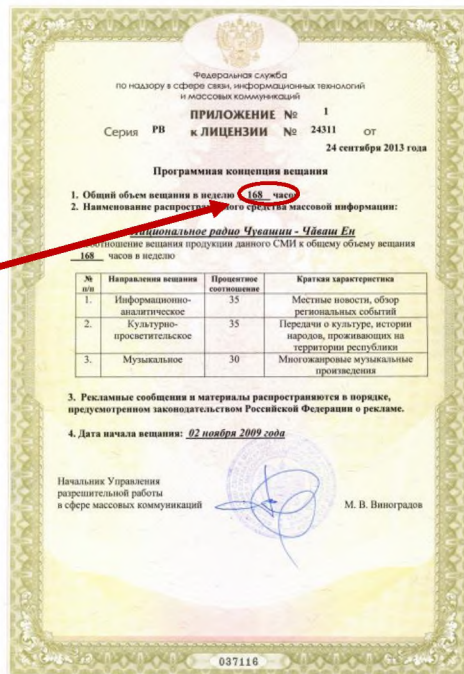 Федеральная служба
по надзору в сфере связи, информационных технологий
и массовых коммуникаций
ПРИЛОЖЕНИЕ № 1
Серия РВ к ЛИЦЕНЗИИ № 24311 от
24 сентября 2013 года
Программная концепция вещания
1. Общий объем вещания в неделю 168 часов
2. Наименование распространяемого средства массовой информации:
Национальное радио Чувашии - Чӑваш Ен
Соотношение вещания продукции данного СМИ к общему объему вещания
168 часов в неделю
№ п/п Направления вещания Процентное соотношение Краткая характеристика
1. Информационно-аналитическое 35 Местные новости, обзор региональных событий
2. Культурно-просветительское 35 Передачи о культуре, истории народов, проживающих на территории республики
3. Музыкальное 30 Многожанровые музыкальные произведения
3. Рекламные сообщения и материалы распространяются в порядке,
предусмотренном законодательством Российской Федерации о рекламе.
4. Дата начала вещания: 02 ноября 2009 года
Начальник Управления
разрешительной работы
в сфере массовых коммуникаций М. В. Виноградов
037116